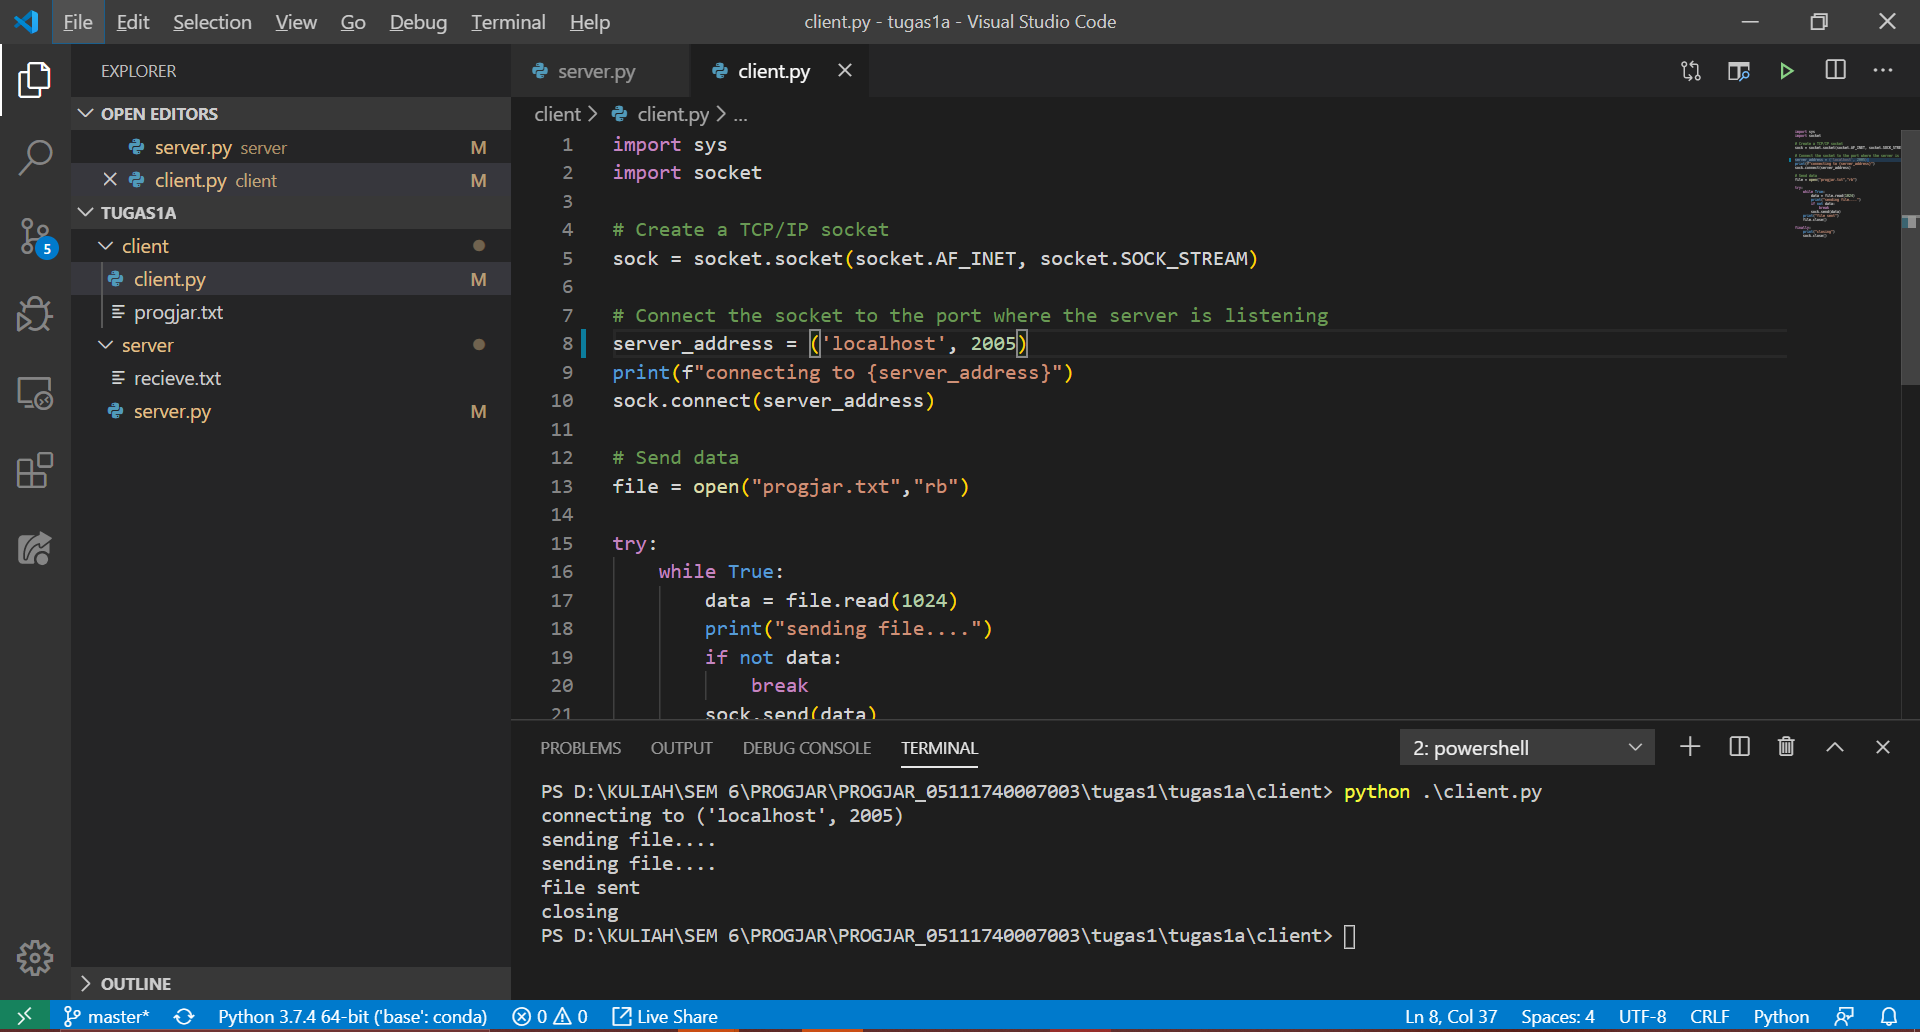 File Edit Selection View Go Debug Terminal Help
client.py - tugas1a - Visual Studio Code
EXPLORER
OPEN EDITORS
server.py server M
client.py client M
TUGAS1A
client
client.py M
progjar.txt
server
recieve.txt
server.py M
OUTLINE
5
server.py
client.py
client > client.py > ...
1 import sys
2 import socket
3
4 # Create a TCP/IP socket
5 sock = socket.socket(socket.AF_INET, socket.SOCK_STREAM)
6
7 # Connect the socket to the port where the server is listening
8 server_address = ('localhost', 2005)
9 print(f"connecting to {server_address}")
10 sock.connect(server_address)
11
12 # Send data
13 file = open("progjar.txt","rb")
14
15 try:
16 while True:
17 data = file.read(1024)
18 print("sending file....")
19 if not data:
20 break
21 sock.send(data)
PROBLEMS OUTPUT DEBUG CONSOLE TERMINAL
2: powershell
PS D:\KULIAH\SEM 6\PROGJAR\PROGJAR_05111740007003\tugas1\tugas1a\client> python .\client.py
connecting to ('localhost', 2005)
sending file....
sending file....
file sent
closing
PS D:\KULIAH\SEM 6\PROGJAR\PROGJAR_05111740007003\tugas1\tugas1a\client>
master* Python 3.7.4 64-bit ('base': conda) 0 0 Live Share
Ln 8, Col 37 Spaces: 4 UTF-8 CRLF Python